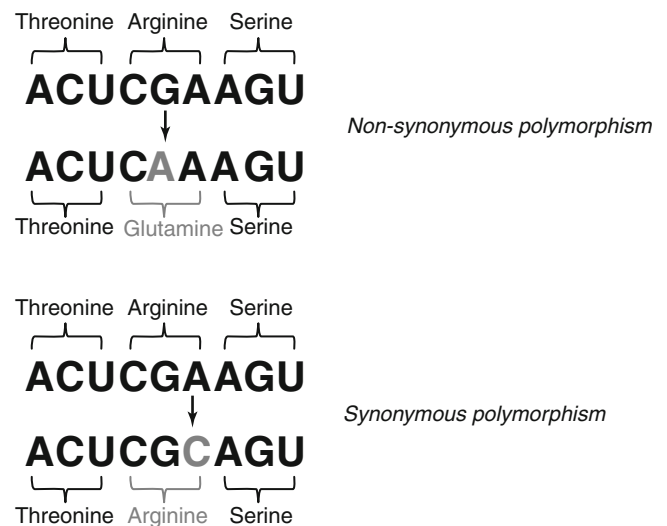 Threonine Arginine Serine
ACUCGAAGU
Non-synonymous polymorphism
ACUCAAAGU
Threonine Glutamine Serine
Threonine Arginine Serine
ACUCGAAGU
Synonymous polymorphism
ACUCGCAGU
Threonine Arginine Serine